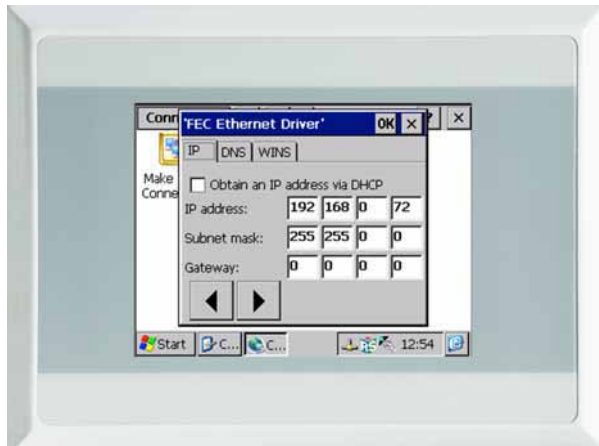 Conn
'FEC Ethernet Driver' OK ×
? ×
IP DNS WINS
Make
Conne
Obtain an IP address via DHCP
IP address: 192 168 0 72
Subnet mask: 255 255 0 0
Gateway: 0 0 0 0
Start C... C... 12:54